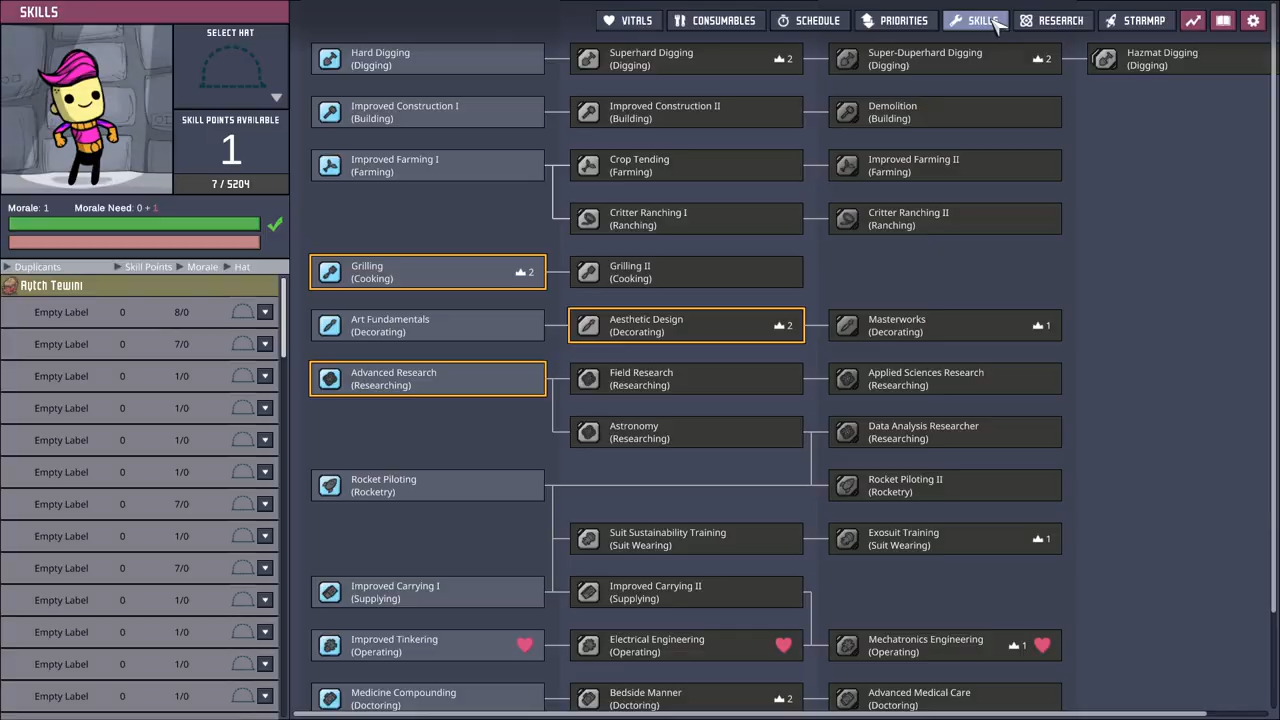 SKILLS
VITALS
CONSUMABLES
SCHEDULE
PRIORITIES
SKILLS
RESEARCH
STARMAP
SELECT HAT
SKILL POINTS AVAILABLE
1
7 / 5204
Morale: 1
Morale Need: 0 + 1
Duplicants
Skill Points
Morale
Hat
Aytch Tewini
Empty Label 0 8/0
Empty Label 0 7/0
Empty Label 0 1/0
Empty Label 0 1/0
Empty Label 0 1/0
Empty Label 0 1/0
Empty Label 0 7/0
Empty Label 0 1/0
Empty Label 0 7/0
Empty Label 0 1/0
Empty Label 0 1/0
Empty Label 0 1/0
Empty Label 0 1/0
Hard Digging
(Digging)
Superhard Digging
(Digging)
2
Super-Duperhard Digging
(Digging)
2
Hazmat Digging
(Digging)
Improved Construction I
(Building)
Improved Construction II
(Building)
Demolition
(Building)
Improved Farming I
(Farming)
Crop Tending
(Farming)
Improved Farming II
(Farming)
Critter Ranching I
(Ranching)
Critter Ranching II
(Ranching)
Grilling
(Cooking)
2
Grilling II
(Cooking)
Art Fundamentals
(Decorating)
Aesthetic Design
(Decorating)
2
Masterworks
(Decorating)
1
Advanced Research
(Researching)
Field Research
(Researching)
Applied Sciences Research
(Researching)
Astronomy
(Researching)
Data Analysis Researcher
(Researching)
Rocket Piloting
(Rocketry)
Rocket Piloting II
(Rocketry)
Suit Sustainability Training
(Suit Wearing)
Exosuit Training
(Suit Wearing)
1
Improved Carrying I
(Supplying)
Improved Carrying II
(Supplying)
Improved Tinkering
(Operating)
Electrical Engineering
(Operating)
Mechatronics Engineering
(Operating)
1
Medicine Compounding
(Doctoring)
Bedside Manner
(Doctoring)
2
Advanced Medical Care
(Doctoring)